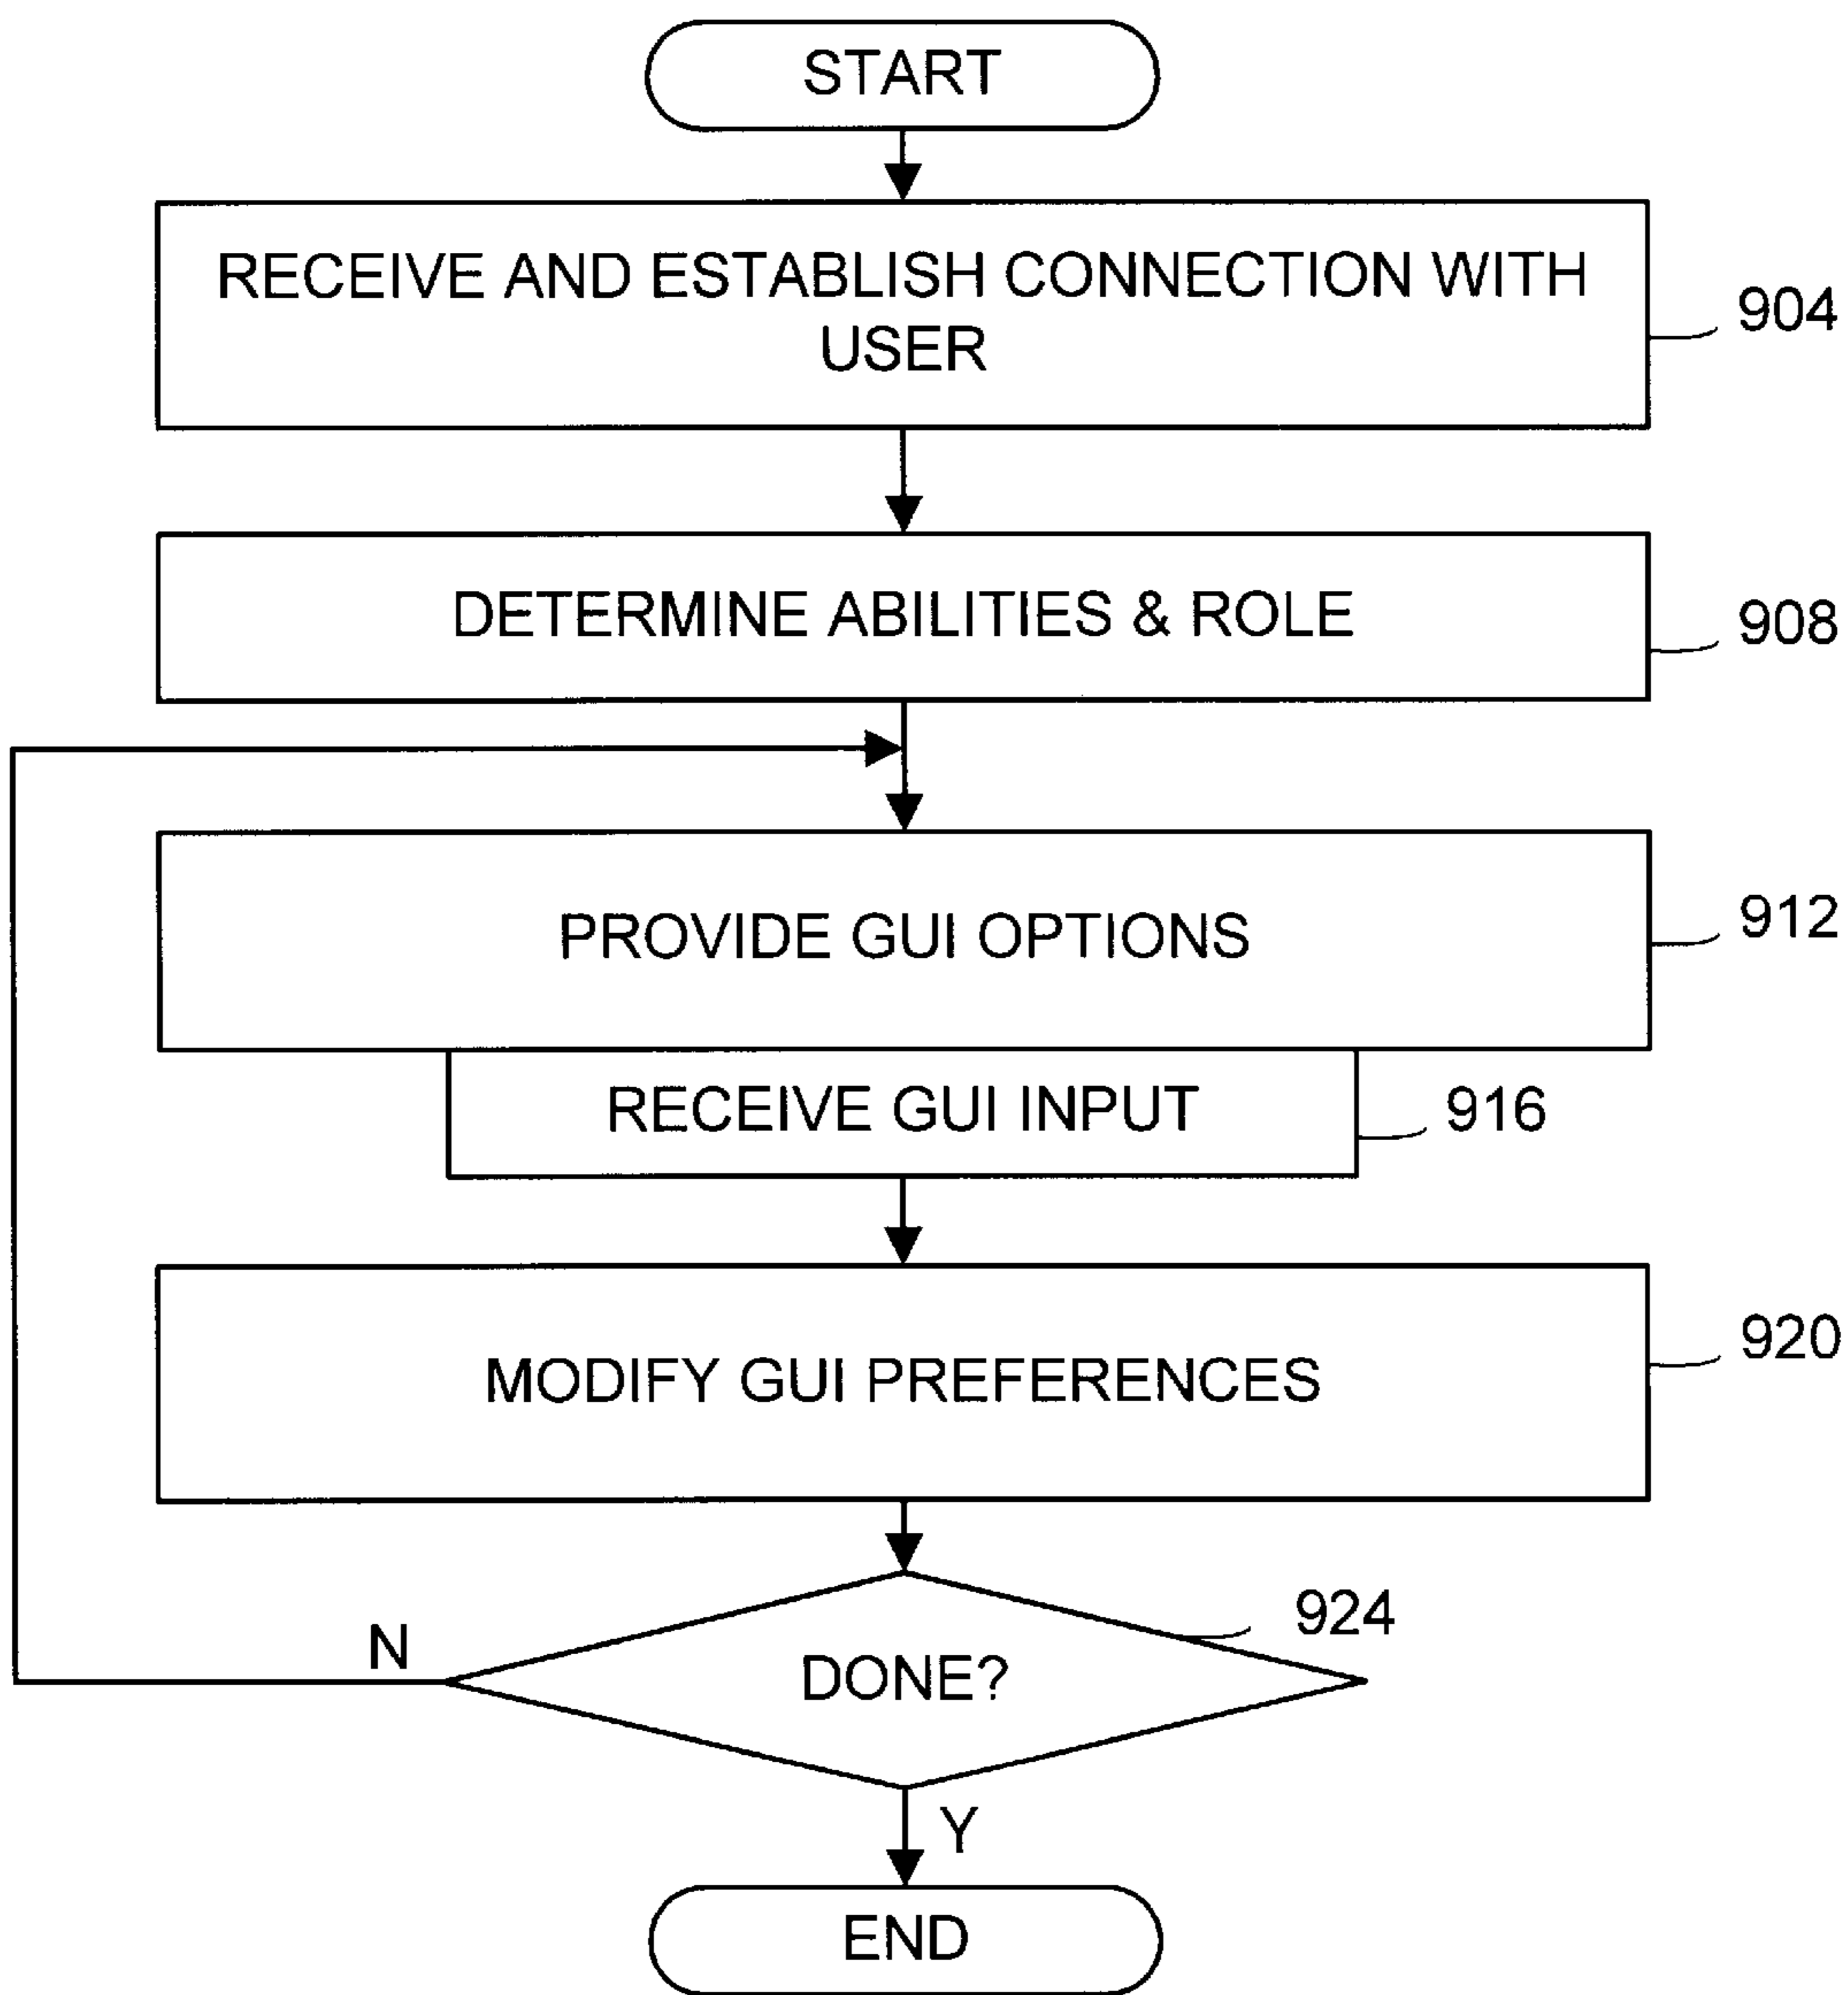 START
RECEIVE AND ESTABLISH CONNECTION WITH
USER
904
DETERMINE ABILITIES & ROLE
908
PROVIDE GUI OPTIONS
912
RECEIVE GUI INPUT
916
MODIFY GUI PREFERENCES
920
924
N
DONE?
Y
END